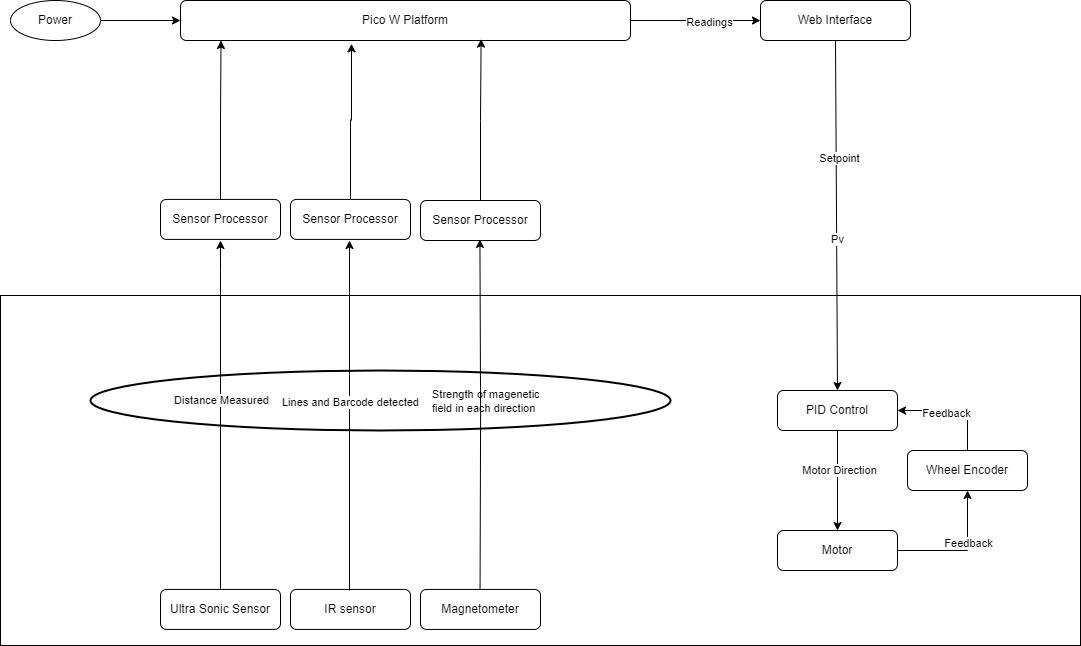 Power
Pico W Platform
Readings
Web Interface
Setpoint
Sensor Processor
Sensor Processor
Sensor Processor
Pv
Distance Measured
Lines and Barcode detected
Strength of magenetic
field in each direction
PID Control
Feedback
Motor Direction
Wheel Encoder
Motor
Feedback
Ultra Sonic Sensor
IR sensor
Magnetometer